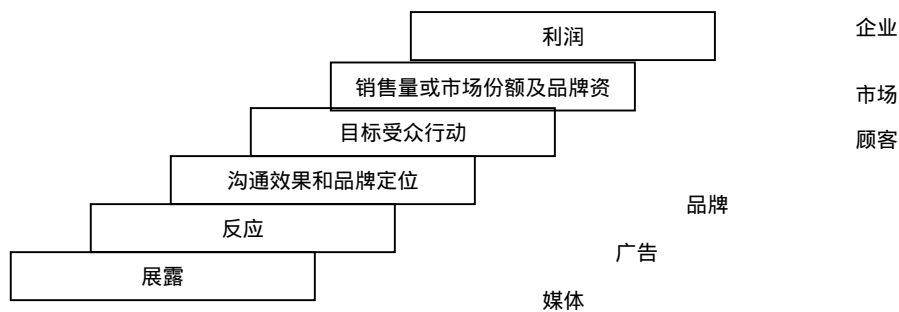 利润
企业
销售量或市场份额及品牌资
市场
目标受众行动
顾客
沟通效果和品牌定位
品牌
反应
广告
展露
媒体